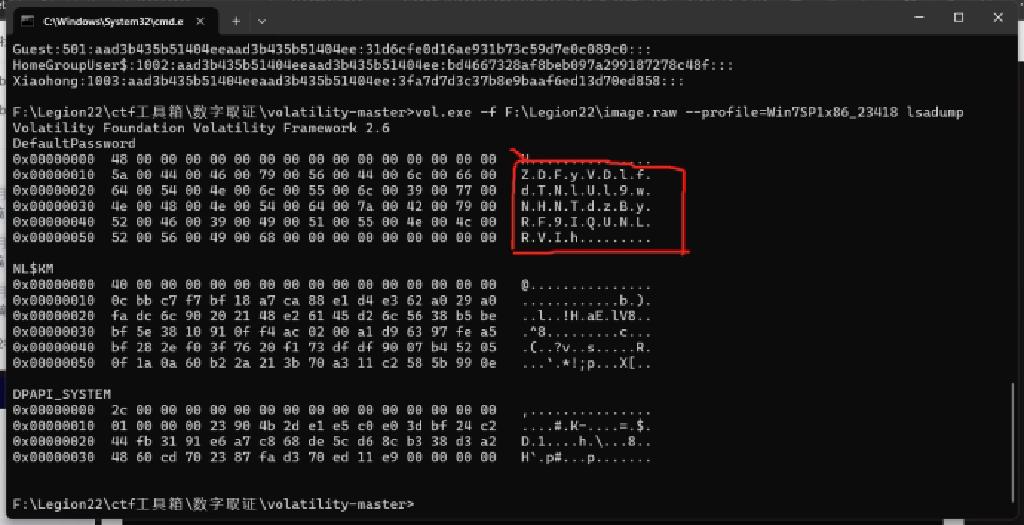 C:\Windows\System32\cmd.e
Guest:501:aad3b435b51404eeaad3b435b51404ee:31d6cfe0d16ae931b73c59d7e0c089c0:::
HomeGroupUser$:1002:aad3b435b51404eeaad3b435b51404ee:bd4667328af8beb097a299187278c48f:::
Xiaohong:1003:aad3b435b51404eeaad3b435b51404ee:3fa7d7d3c37b8e9baaf6ed13d70ed858:::
F:\Legion22\ctf工具箱\数字取证\volatility-master>vol.exe -f F:\Legion22\image.raw --profile=Win7SP1x86_23418 lsadump
Volatility Foundation Volatility Framework 2.6
DefaultPassword
0x00000000 48 00 00 00 00 00 00 00 00 00 00 00 00 00 00 00 H...............
0x00000010 5a 00 44 00 46 00 79 00 56 00 44 00 6c 00 66 00 Z.D.F.y.V.D.l.f.
0x00000020 64 00 54 00 4e 00 6c 00 55 00 6c 00 39 00 77 00 d.T.N.l.U.l.9.w.
0x00000030 4e 00 48 00 4e 00 54 00 64 00 7a 00 42 00 79 00 N.H.N.T.d.z.B.y.
0x00000040 52 00 46 00 39 00 49 00 51 00 55 00 4e 00 4c 00 R.F.9.I.Q.U.N.L.
0x00000050 52 00 56 00 49 00 68 00 00 00 00 00 00 00 00 00 R.V.I.h.........
NL$KM
0x00000000 40 00 00 00 00 00 00 00 00 00 00 00 00 00 00 00 @...............
0x00000010 0c bb c7 f7 bf 18 a7 ca 88 e1 d4 e3 62 a0 29 a0 ............b.).
0x00000020 fa dc 6c 90 20 21 48 e2 61 45 d2 6c 56 38 b5 be ..l..!H.aE.lV8..
0x00000030 bf 5e 38 10 91 0f f4 ac 02 00 a1 d9 63 97 fe a5 .^8.........c...
0x00000040 bf 28 2e f0 3f 76 20 f1 73 df df 90 07 b4 52 05 .(..?v..s.....R.
0x00000050 0f 1a 0a 60 b2 2a 21 3b 70 a3 11 c2 58 5b 99 0e ...`.*!;p...X[..
DPAPI_SYSTEM
0x00000000 2c 00 00 00 00 00 00 00 00 00 00 00 00 00 00 00 ,...............
0x00000010 01 00 00 00 23 90 4b 2d e1 e5 c0 e0 3d bf 24 c2 ....#.K-....=.$.
0x00000020 44 fb 31 91 e6 a7 c8 68 de 5c d6 8c b3 38 d3 a2 D.1....h.\...8..
0x00000030 48 60 cd 70 23 87 fa d3 70 ed 11 e9 00 00 00 00 H`.p#...p.......
F:\Legion22\ctf工具箱\数字取证\volatility-master>